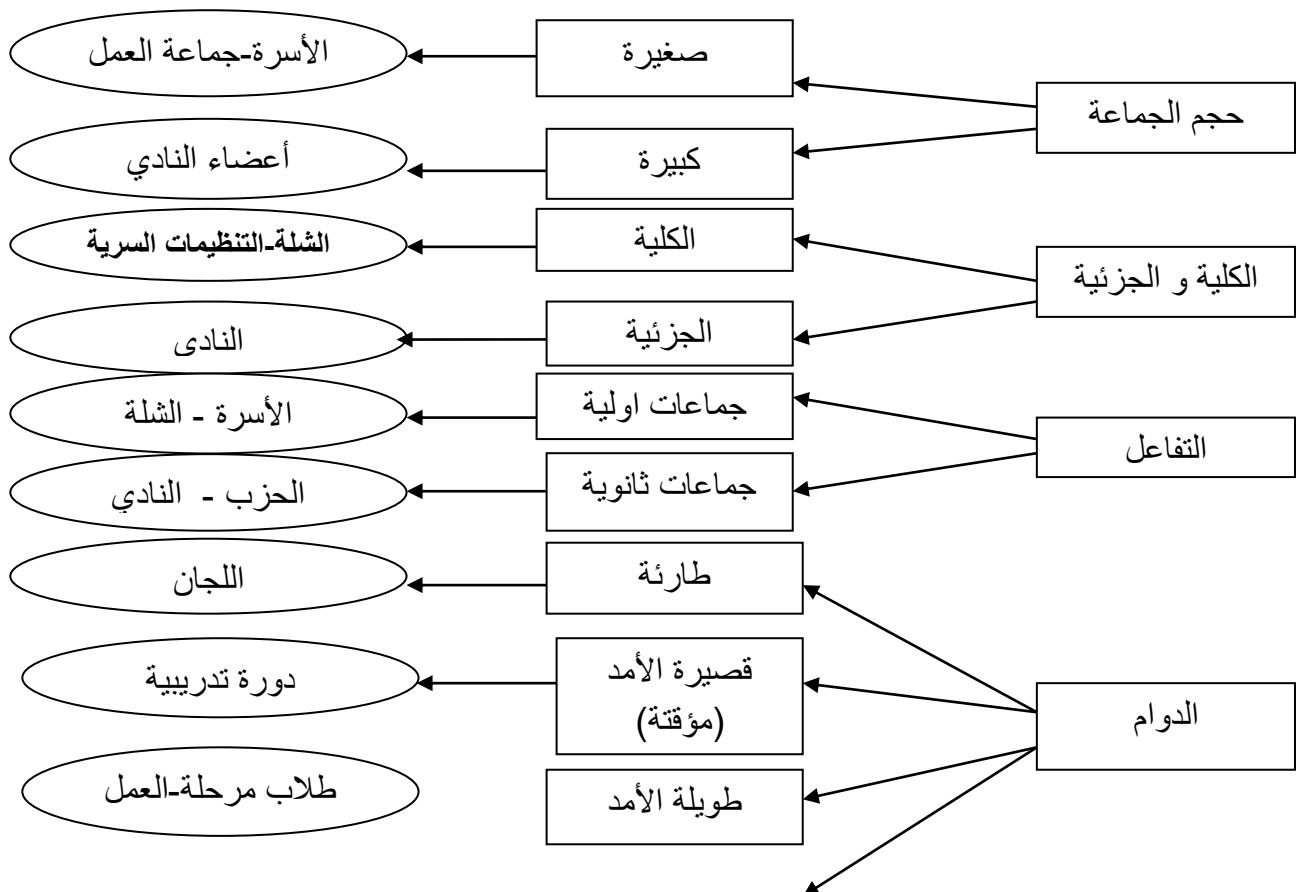 حجم الجماعة
صغيرة
الأسرة-جماعة العمل
كبيرة
أعضاء النادي
الكلية و الجزئية
الكلية
الشلة-التنظيمات السرية
الجزئية
النادى
التفاعل
جماعات اولية
الأسرة - الشلة
جماعات ثانوية
الحزب - النادي
الدوام
طارئة
اللجان
قصيرة الأمد
(مؤقتة)
دورة تدريبية
طويلة الأمد
طلاب مرحلة-العمل